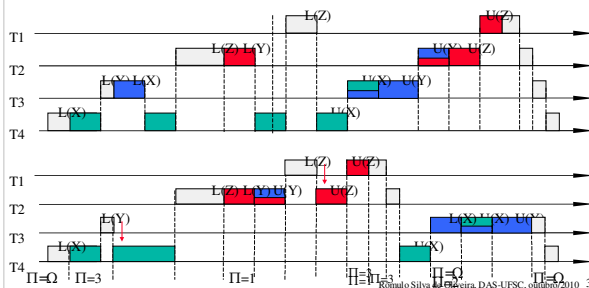 L(Z) U(Z)
T1
L(Z) L(Y) U(Y) U(Z)
T2
L(X) L(X) U(X) U(Y)
T3
L(X) U(X)
T4
L(Z) U(Z)
T1
L(Z) L(Y) U(Y) U(Z)
T2
L(Y) L(X) U(X) U(Y)
T3
L(X) U(X)
T4
Π=Ω Π=3 Π=1 Π=3 Π=Ω Π=Ω
Rômulo Silva de Oliveira, DAS-UFSC, outubro/2010 3